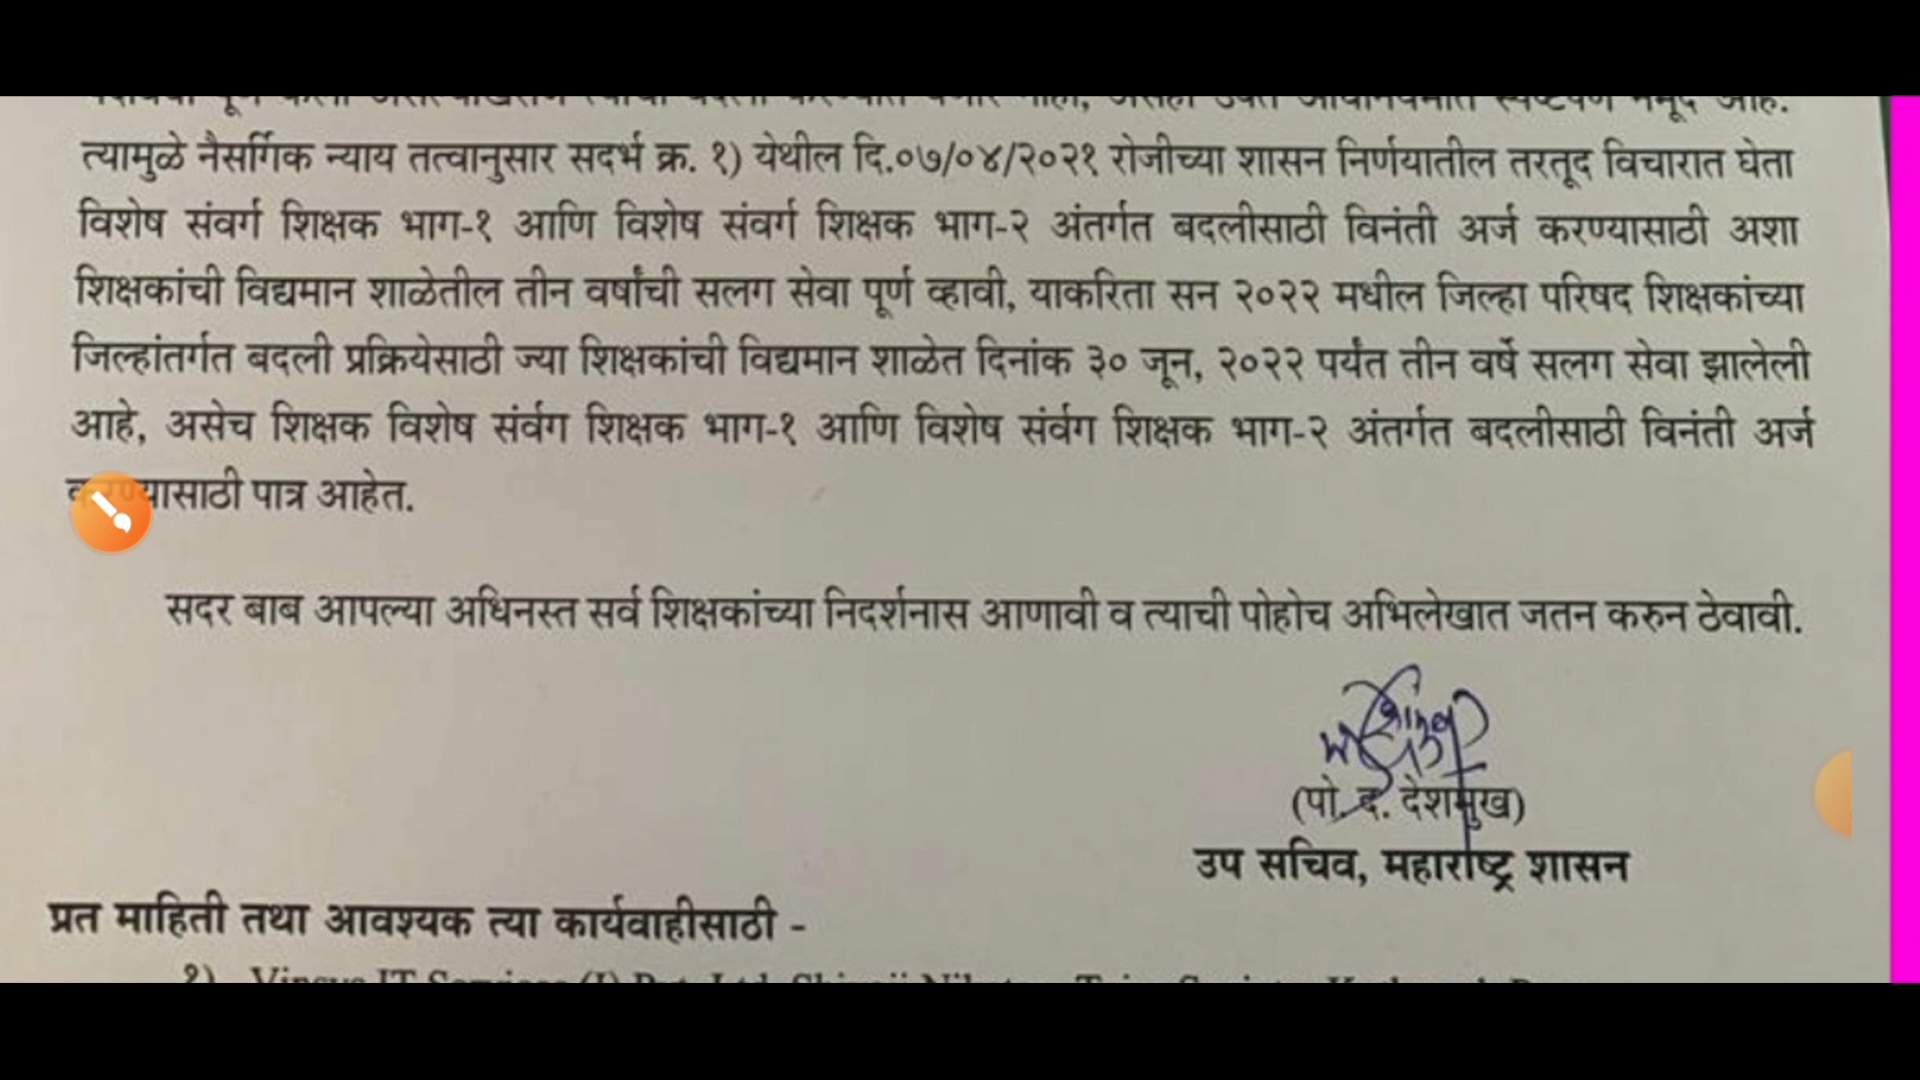 त्यामुळे नैसर्गिक न्याय तत्वानुसार सदर्भ क्र. १) येथील दि.०७/०४/२०२१ रोजीच्या शासन निर्णयातील तरतूद विचारात घेता
विशेष संवर्ग शिक्षक भाग-१ आणि विशेष संवर्ग शिक्षक भाग-२ अंतर्गत बदलीसाठी विनंती अर्ज करण्यासाठी अशा
शिक्षकांची विद्यमान शाळेतील तीन वर्षांची सलग सेवा पूर्ण व्हावी, याकरिता सन २०२२ मधील जिल्हा परिषद शिक्षकांच्या
जिल्हांतर्गत बदली प्रक्रियेसाठी ज्या शिक्षकांची विद्यमान शाळेत दिनांक ३० जून, २०२२ पर्यंत तीन वर्षे सलग सेवा झालेली
आहे, असेच शिक्षक विशेष संर्वग शिक्षक भाग-१ आणि विशेष संर्वग शिक्षक भाग-२ अंतर्गत बदलीसाठी विनंती अर्ज
करण्यासाठी पात्र आहेत.
सदर बाब आपल्या अधिनस्त सर्व शिक्षकांच्या निदर्शनास आणावी व त्याची पोहोच अभिलेखात जतन करुन ठेवावी.
(पो. द. देशमुख)
उप सचिव, महाराष्ट्र शासन
प्रत माहिती तथा आवश्यक त्या कार्यवाहीसाठी -